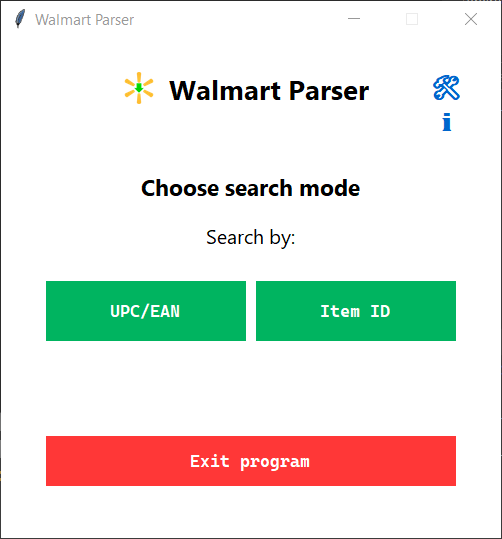 Walmart Parser
Walmart Parser
i
Choose search mode
Search by:
UPC/EAN
Item ID
Exit program